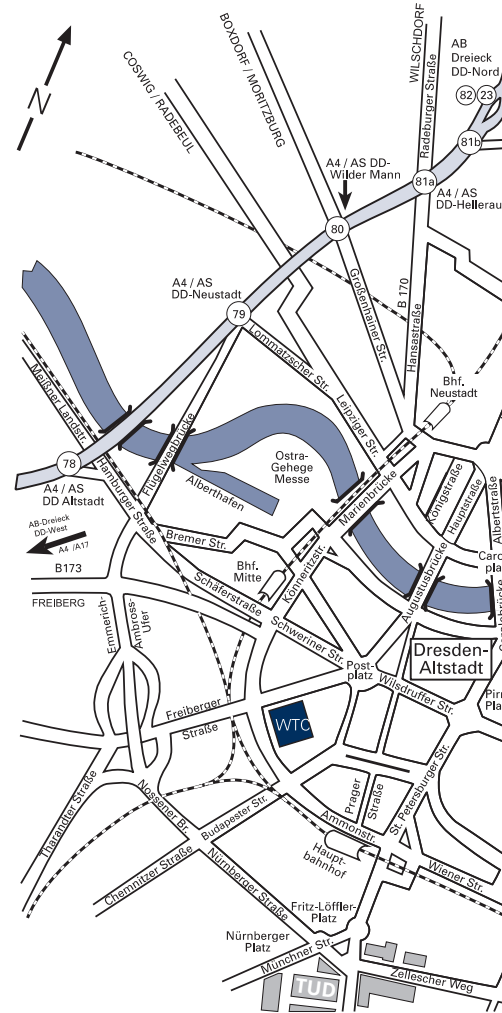 N
COSWIG / RADEBEUL
BOXDORF / MORITZBURG
WILSCHDORF
Radeburger Straße
AB
Dreieck
DD-Nord
82
23
81b
A4 / AS DD-
Wilder Mann
81a
A4 / AS
DD-Hellerau
80
A4 / AS
DD-Neustadt
79
Großenhainer Str.
B 170
Hansastraße
Lommatzscher Str.
Leipziger Str.
Bhf.
Neustadt
Meißner Landstr.
78
A4 / AS
DD Altstadt
Hamburger Straße
Flügelwegbrücke
Alberthafen
Ostra-
Gehege
Messe
Marienbrücke
Königstraße
Hauptstraße
Albertstraße
AB-Dreieck
DD-West
A4 /A17
Bremer Str.
B173
FREIBERG
Bhf.
Mitte
Schäferstraße
Könneritzstr.
Augustusbrücke
Emmerich-
Ambross-
Ufer
Schweriner Str.
Dresden-
Altstadt
Post-
platz
Wilsdruffer Str.
Freiberger
Straße
WTC
St. Petersburger Str.
Prager
Straße
Tharandter Straße
Nossener Br.
Budapester Str.
Ammonstr.
Chemnitzer Straße
Nürnberger Straße
Haupt-
bahnhof
Wiener Str.
Fritz-Löffler-
Platz
Nürnberger
Platz
Münchner Str.
TUD
Zellescher Weg